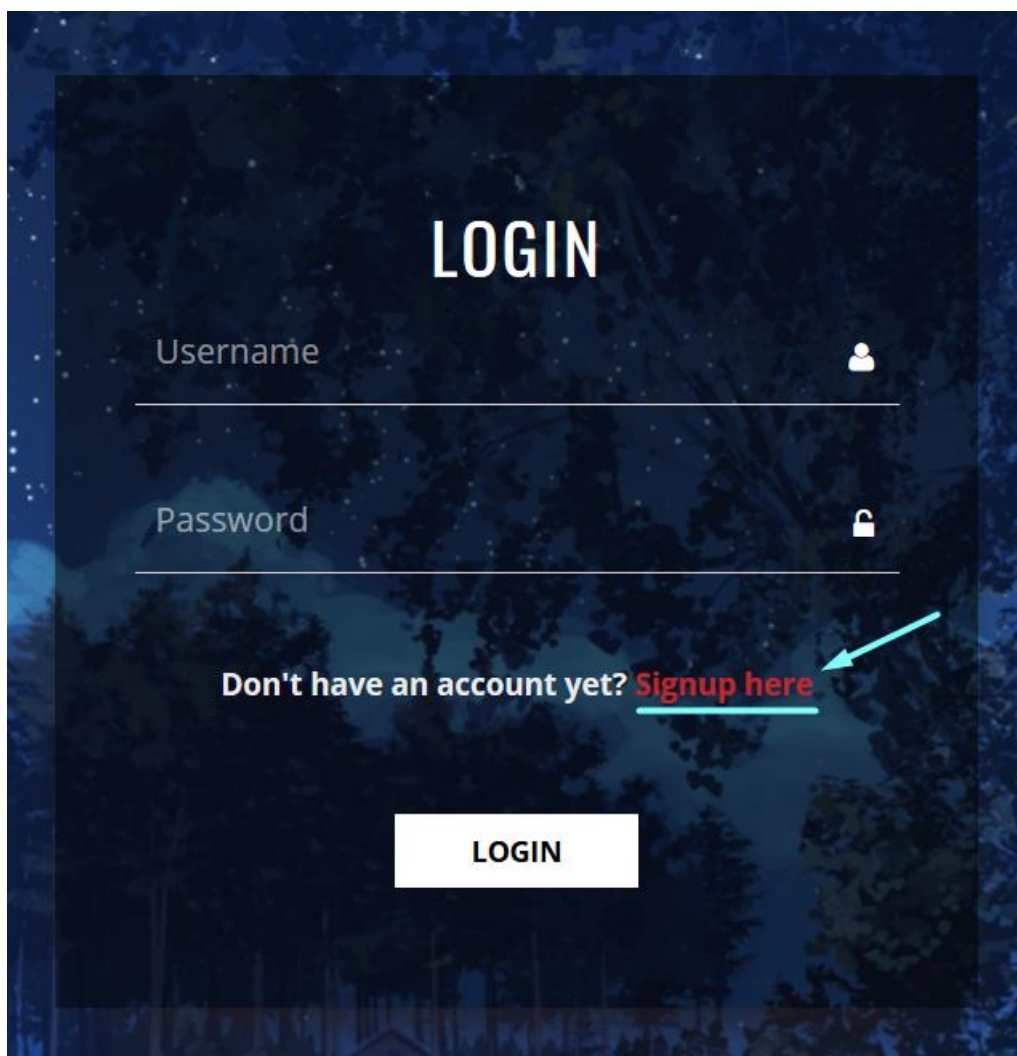 LOGIN
Username
Password
Don't have an account yet? Signup here
LOGIN